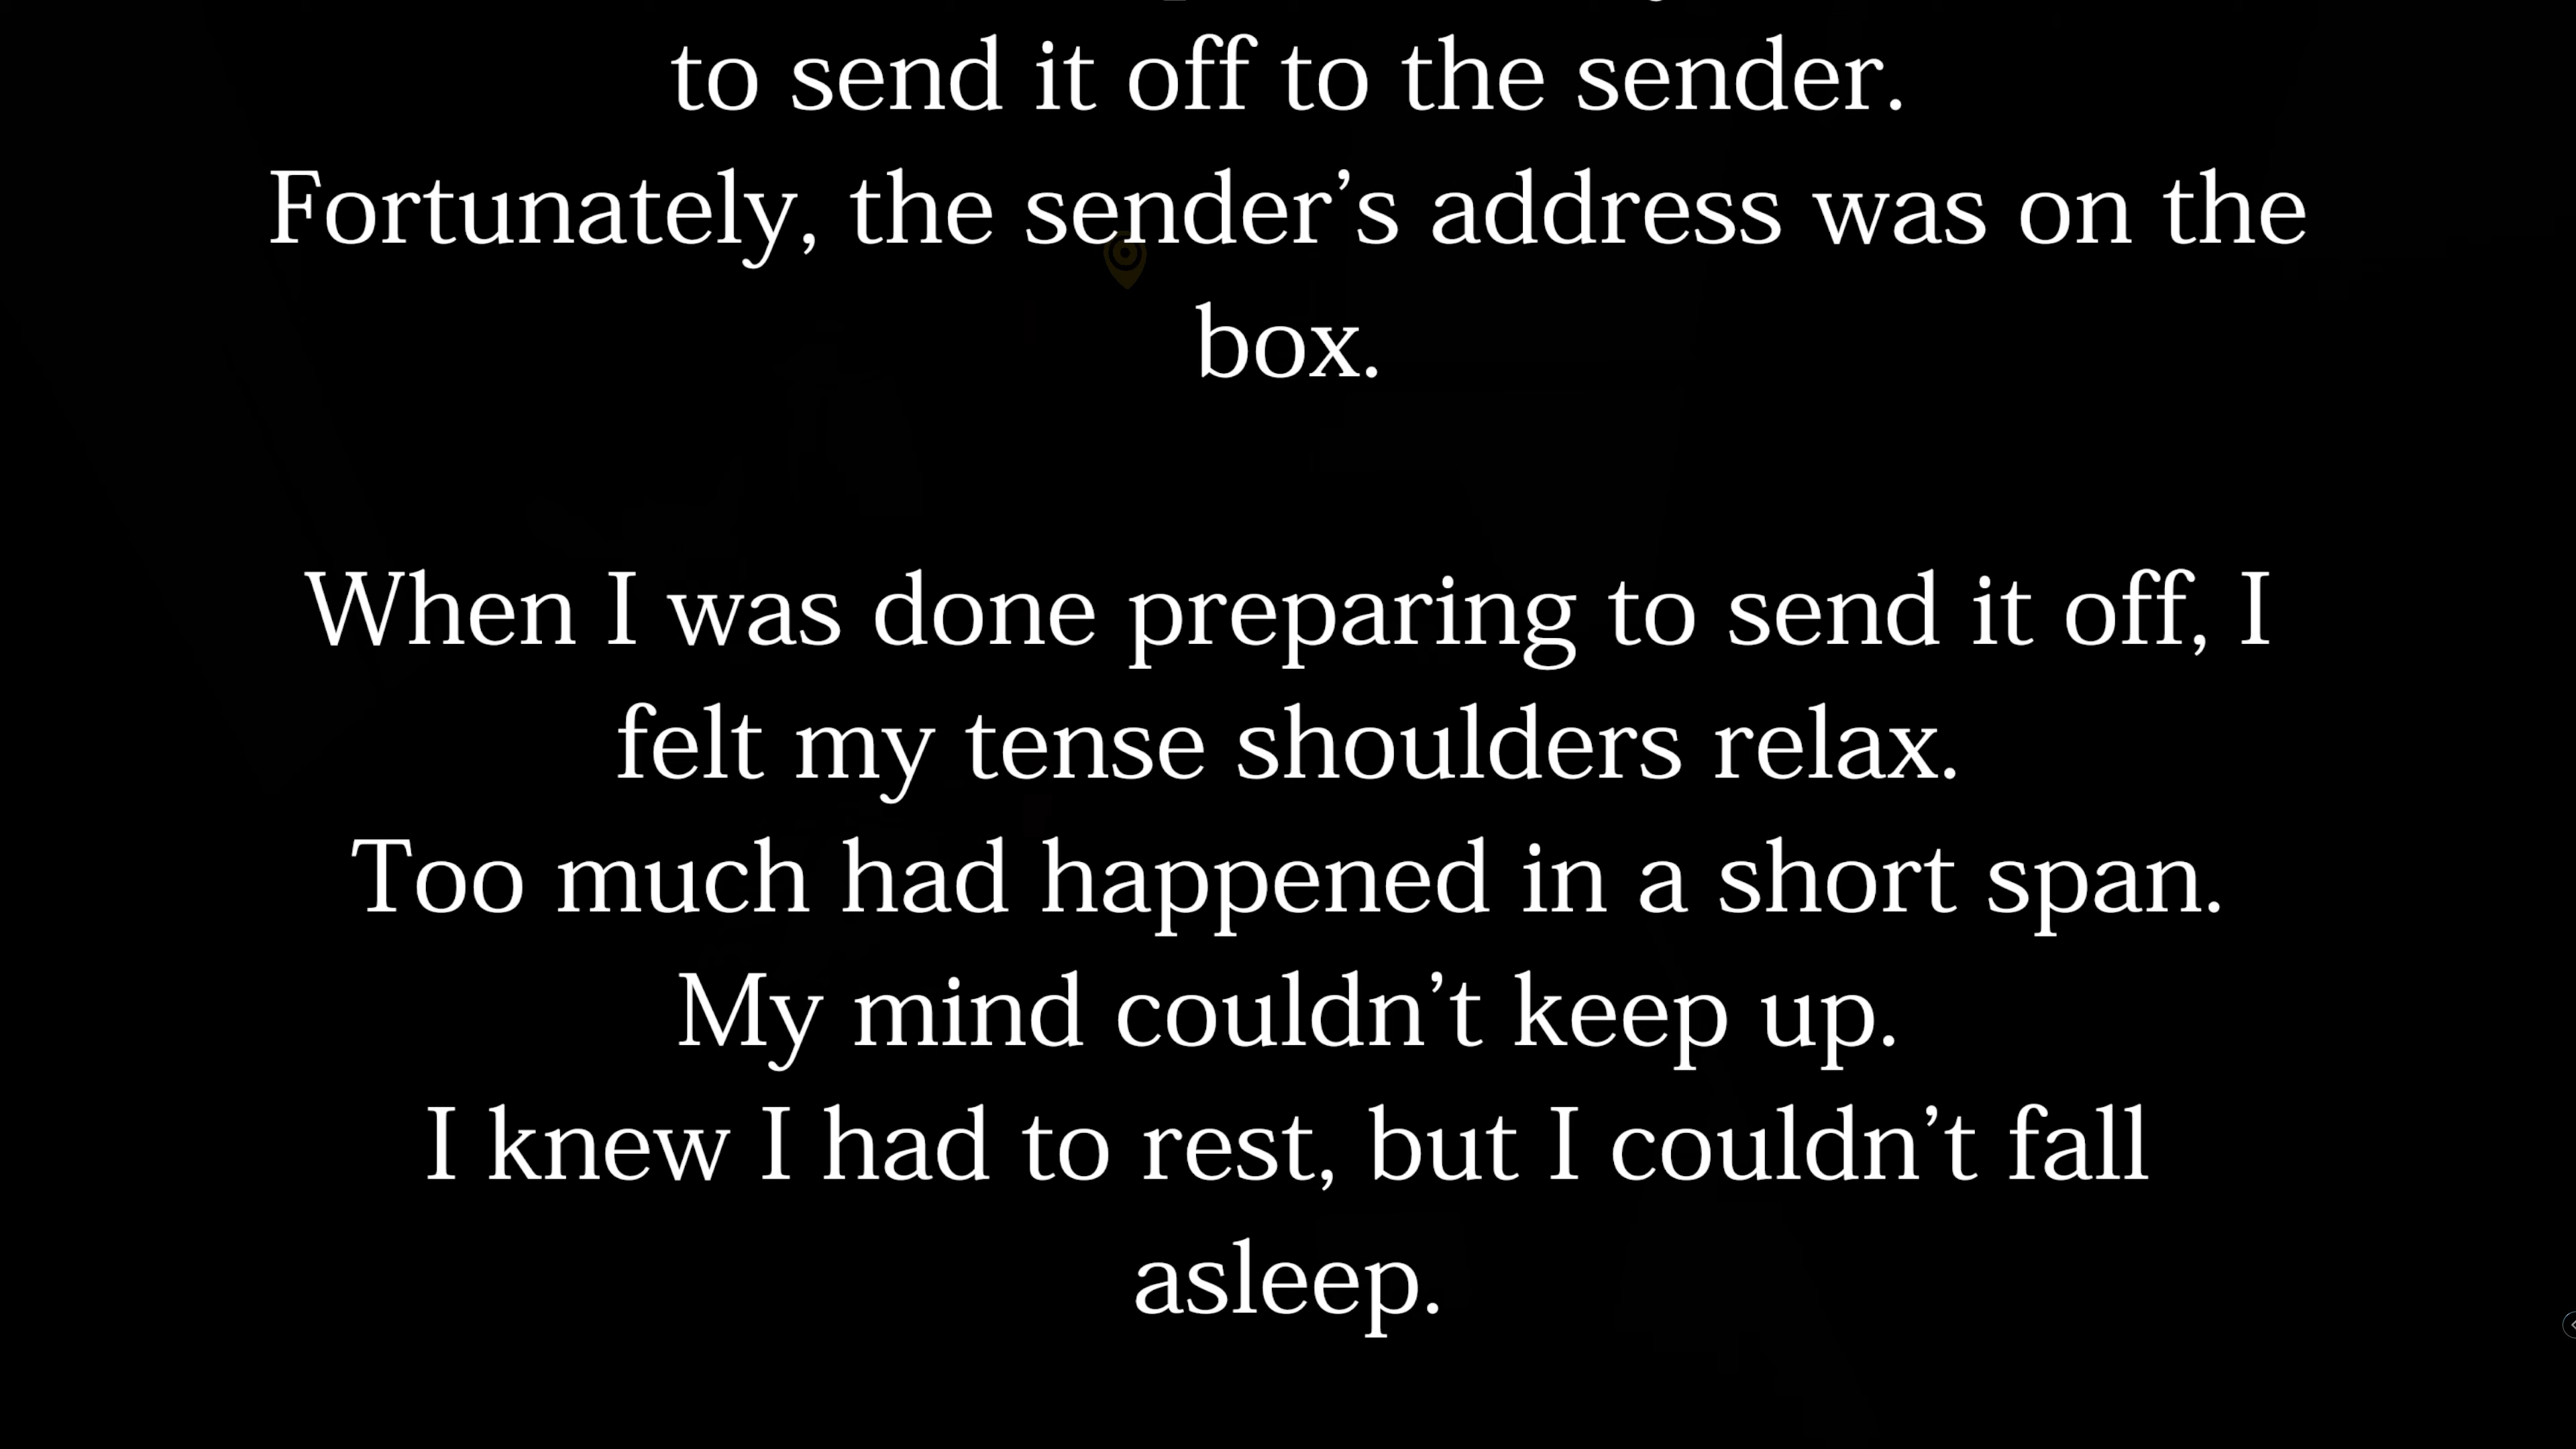 to send it off to the sender.
Fortunately, the sender’s address was on the
box.
When I was done preparing to send it off, I
felt my tense shoulders relax.
Too much had happened in a short span.
My mind couldn’t keep up.
I knew I had to rest, but I couldn’t fall
asleep.